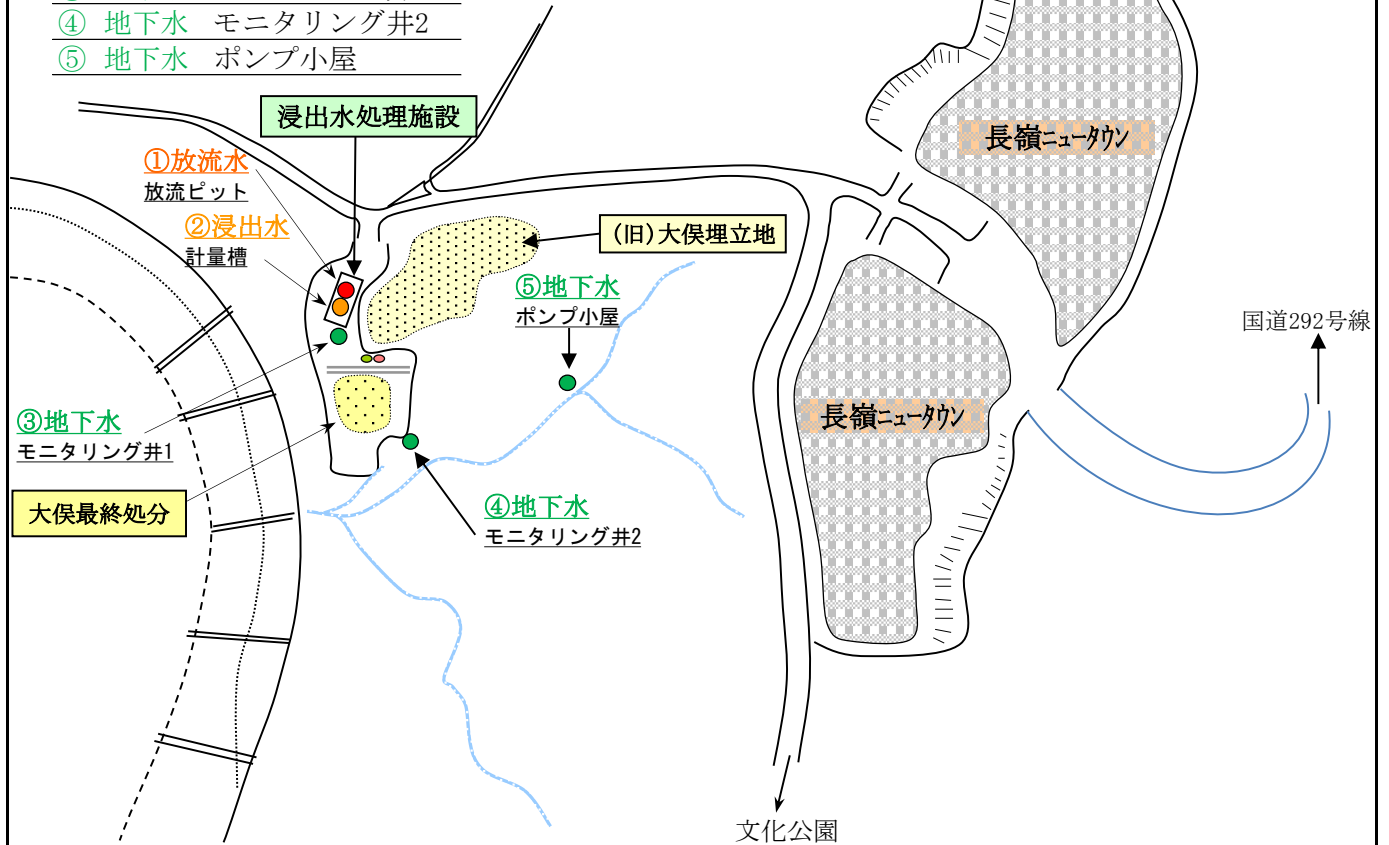 ④ 地下水 モニタリング井2
⑤ 地下水 ポンプ小屋
浸出水処理施設
①放流水
放流ピット
②浸出水
計量槽
(旧)大俣埋立地
長嶺ニュータウン
⑤地下水
ポンプ小屋
国道292号線
③地下水
モニタリング井1
長嶺ニュータウン
大俣最終処分
④地下水
モニタリング井2
文化公園